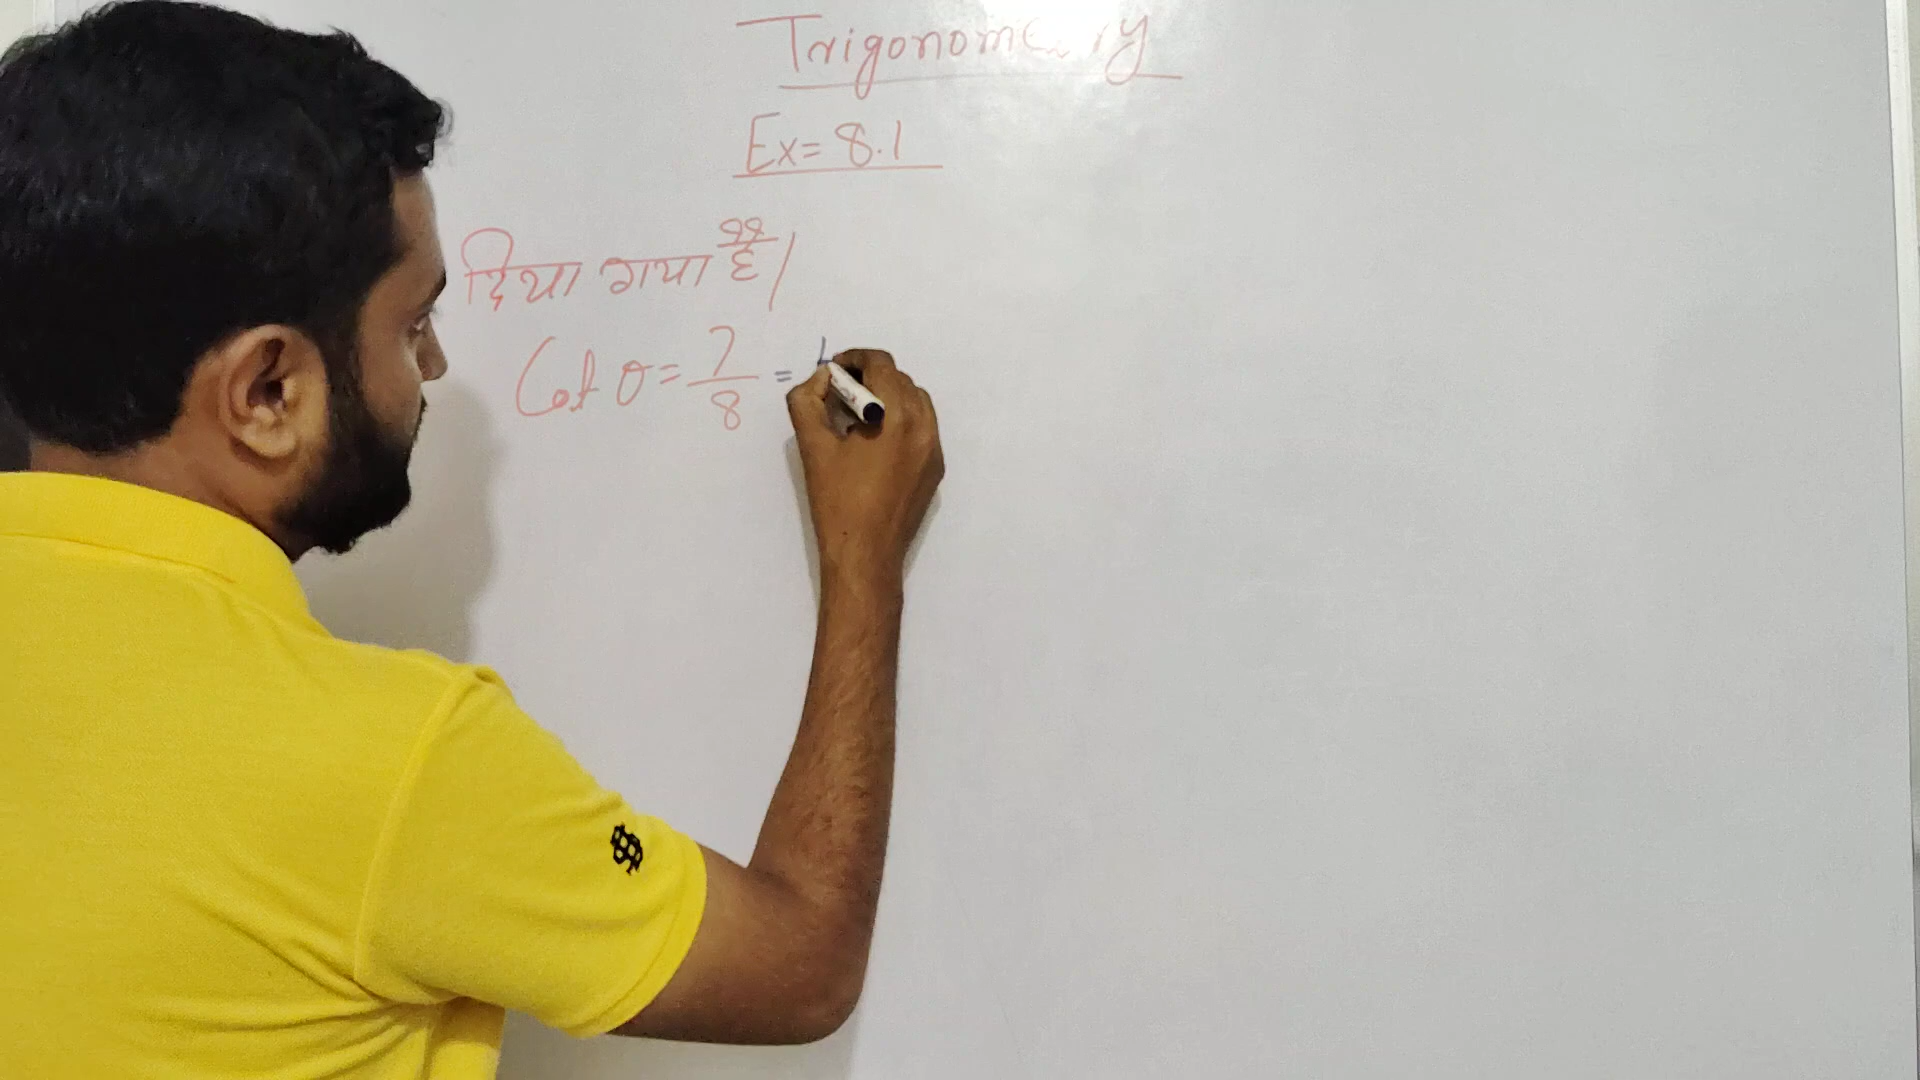 Trigonometry
Ex= 8.1
दिया गया है।
Cot θ = 7/8 =